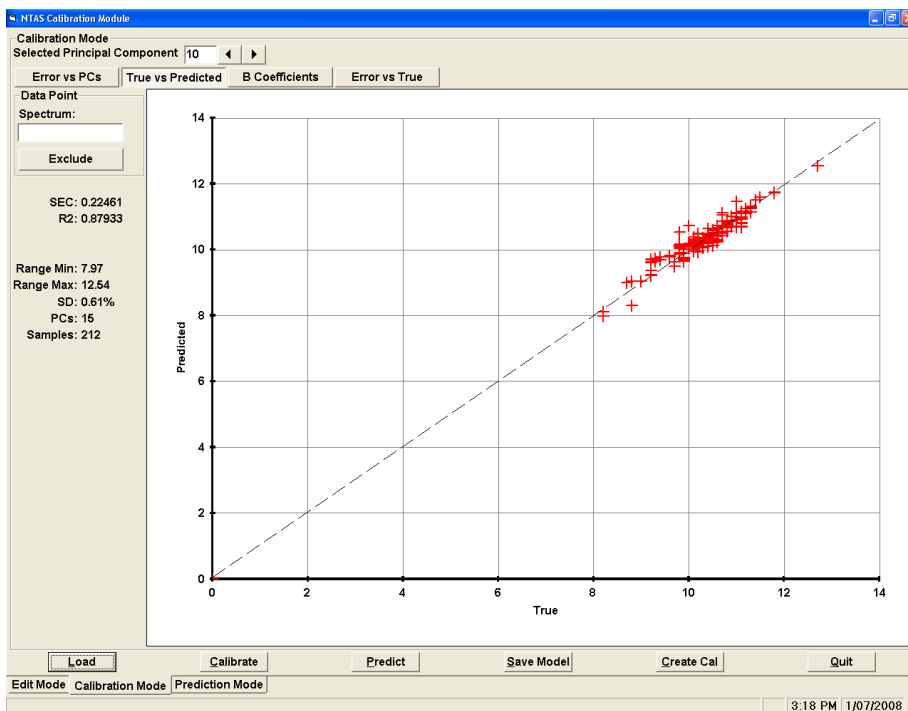 NTAS Calibration Module
Calibration Mode
Selected Principal Component 10
Error vs PCs True vs Predicted B Coefficients Error vs True
Data Point
Spectrum:
Exclude
SEC: 0.22461
R2: 0.87933
Range Min: 7.97
Range Max: 12.54
SD: 0.61%
PCs: 15
Samples: 212
14
12
10
8
6
4
2
0
Predicted
0 2 4 6 8 10 12 14
True
Load Calibrate Predict Save Model Create Cal Quit
Edit Mode Calibration Mode Prediction Mode
3:18 PM 1/07/2008